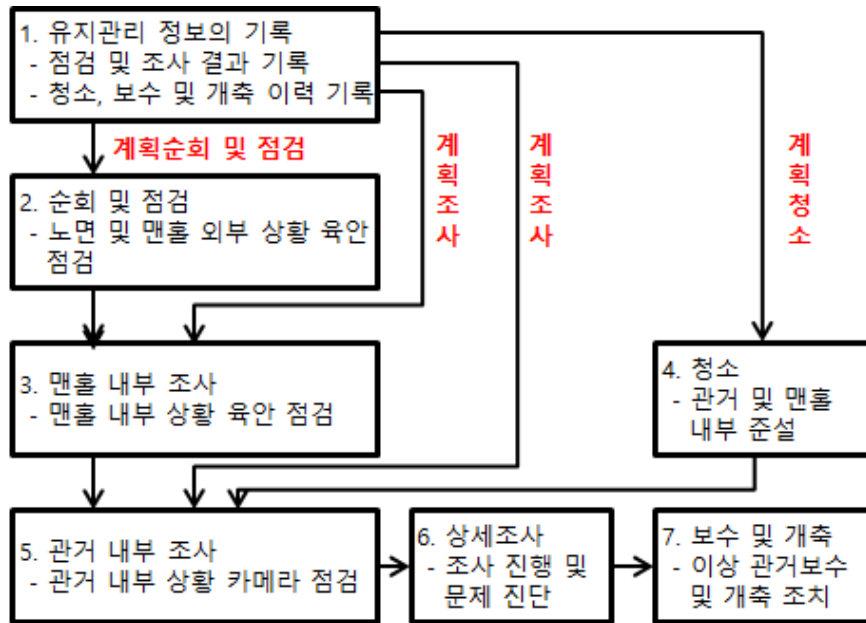 1. 유지관리 정보의 기록
- 점검 및 조사 결과 기록
- 청소, 보수 및 개축 이력 기록
계획순회 및 점검
계획조사
계획조사
계획청소
2. 순회 및 점검
- 노면 및 맨홀 외부 상황 육안
점검
3. 맨홀 내부 조사
- 맨홀 내부 상황 육안 점검
4. 청소
- 관거 및 맨홀
내부 준설
5. 관거 내부 조사
- 관거 내부 상황 카메라 점검
6. 상세조사
- 조사 진행 및
문제 진단
7. 보수 및 개축
- 이상 관거보수
및 개축 조치